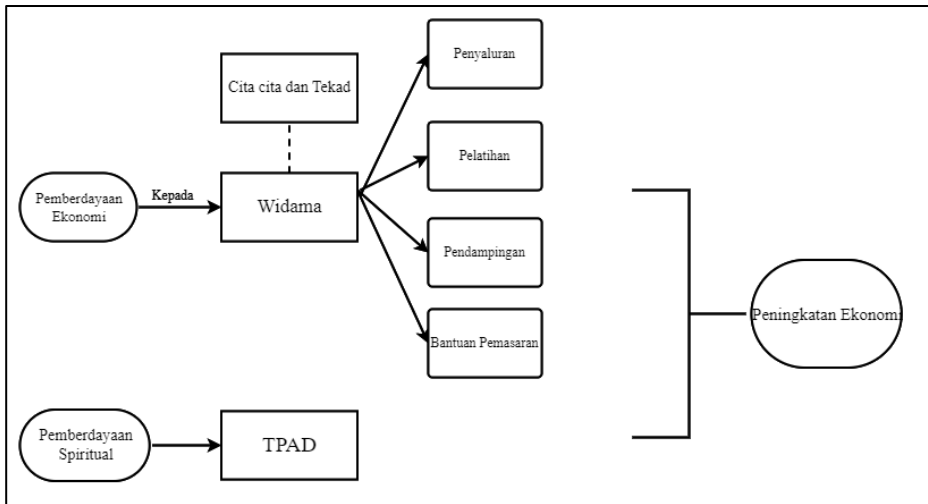 Penyaluran
Cita cita dan Tekad
Pelatihan
Pemberdayaan
Ekonomi
Kepada
Widama
Pendampingan
Peningkatan Ekonomi
Bantuan Pemasaran
Pemberdayaan
Spiritual
TPAD